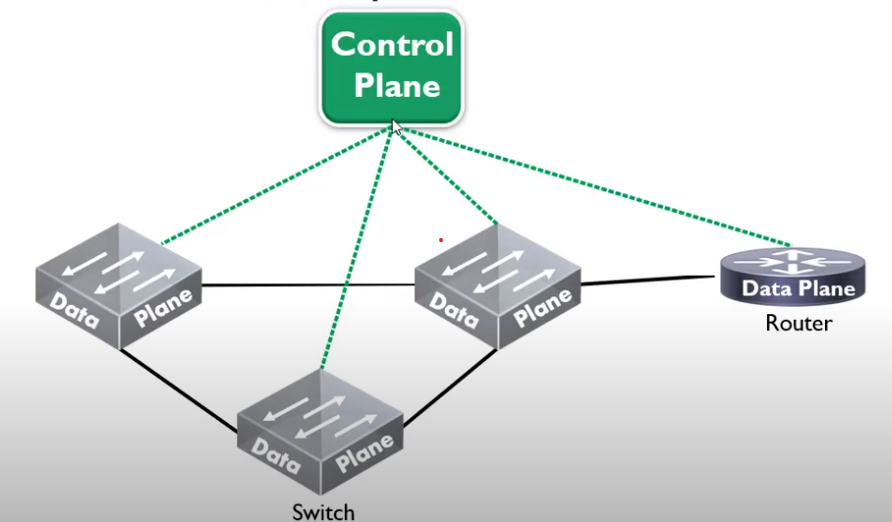 Control
Plane
Data Plane
Data Plane
Data Plane
Router
Data Plane
Switch